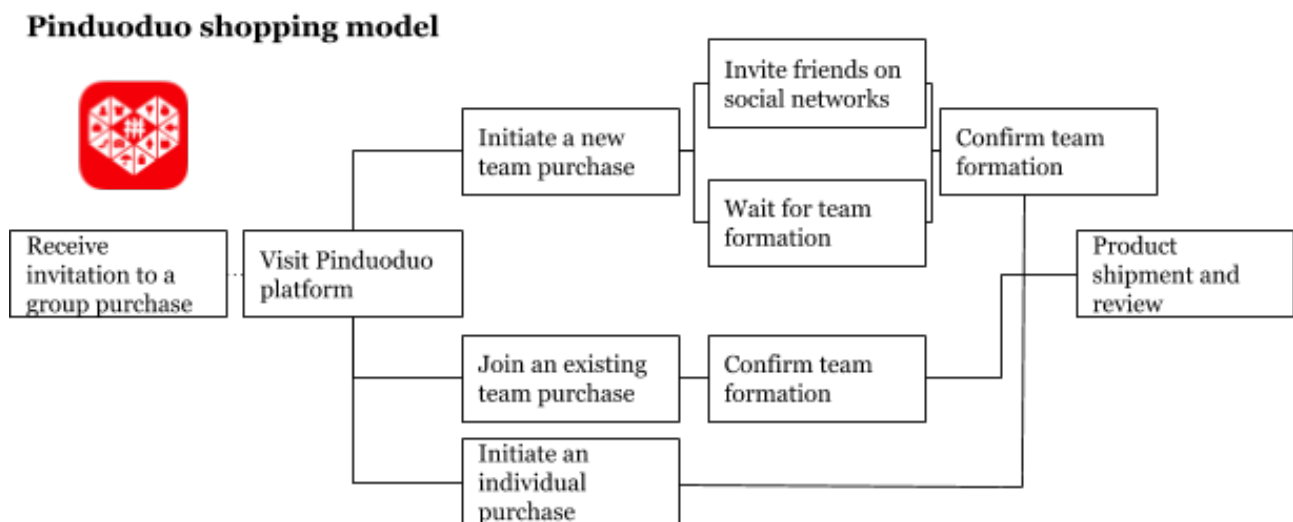 Pinduoduo shopping model
拼
Invite friends on
social networks
Initiate a new
team purchase
Confirm team
formation
Wait for team
formation
Receive
invitation to a
group purchase
Visit Pinduoduo
platform
Product
shipment and
review
Join an existing
team purchase
Confirm team
formation
Initiate an
individual
purchase